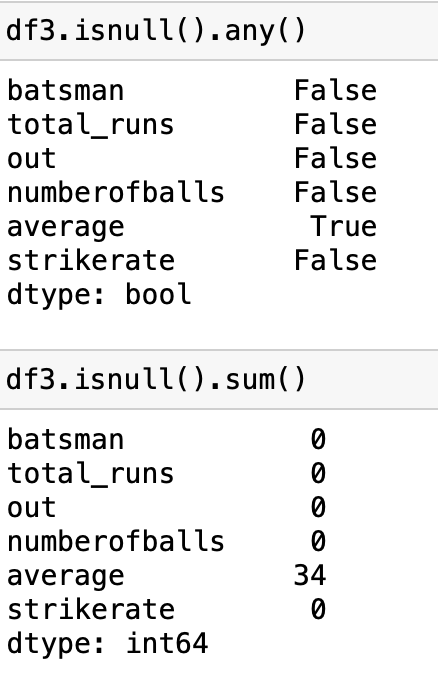 df3.isnull().any()
batsman False
total_runs False
out False
numberofballs False
average True
strikerate False
dtype: bool
df3.isnull().sum()
batsman 0
total_runs 0
out 0
numberofballs 0
average 34
strikerate 0
dtype: int64